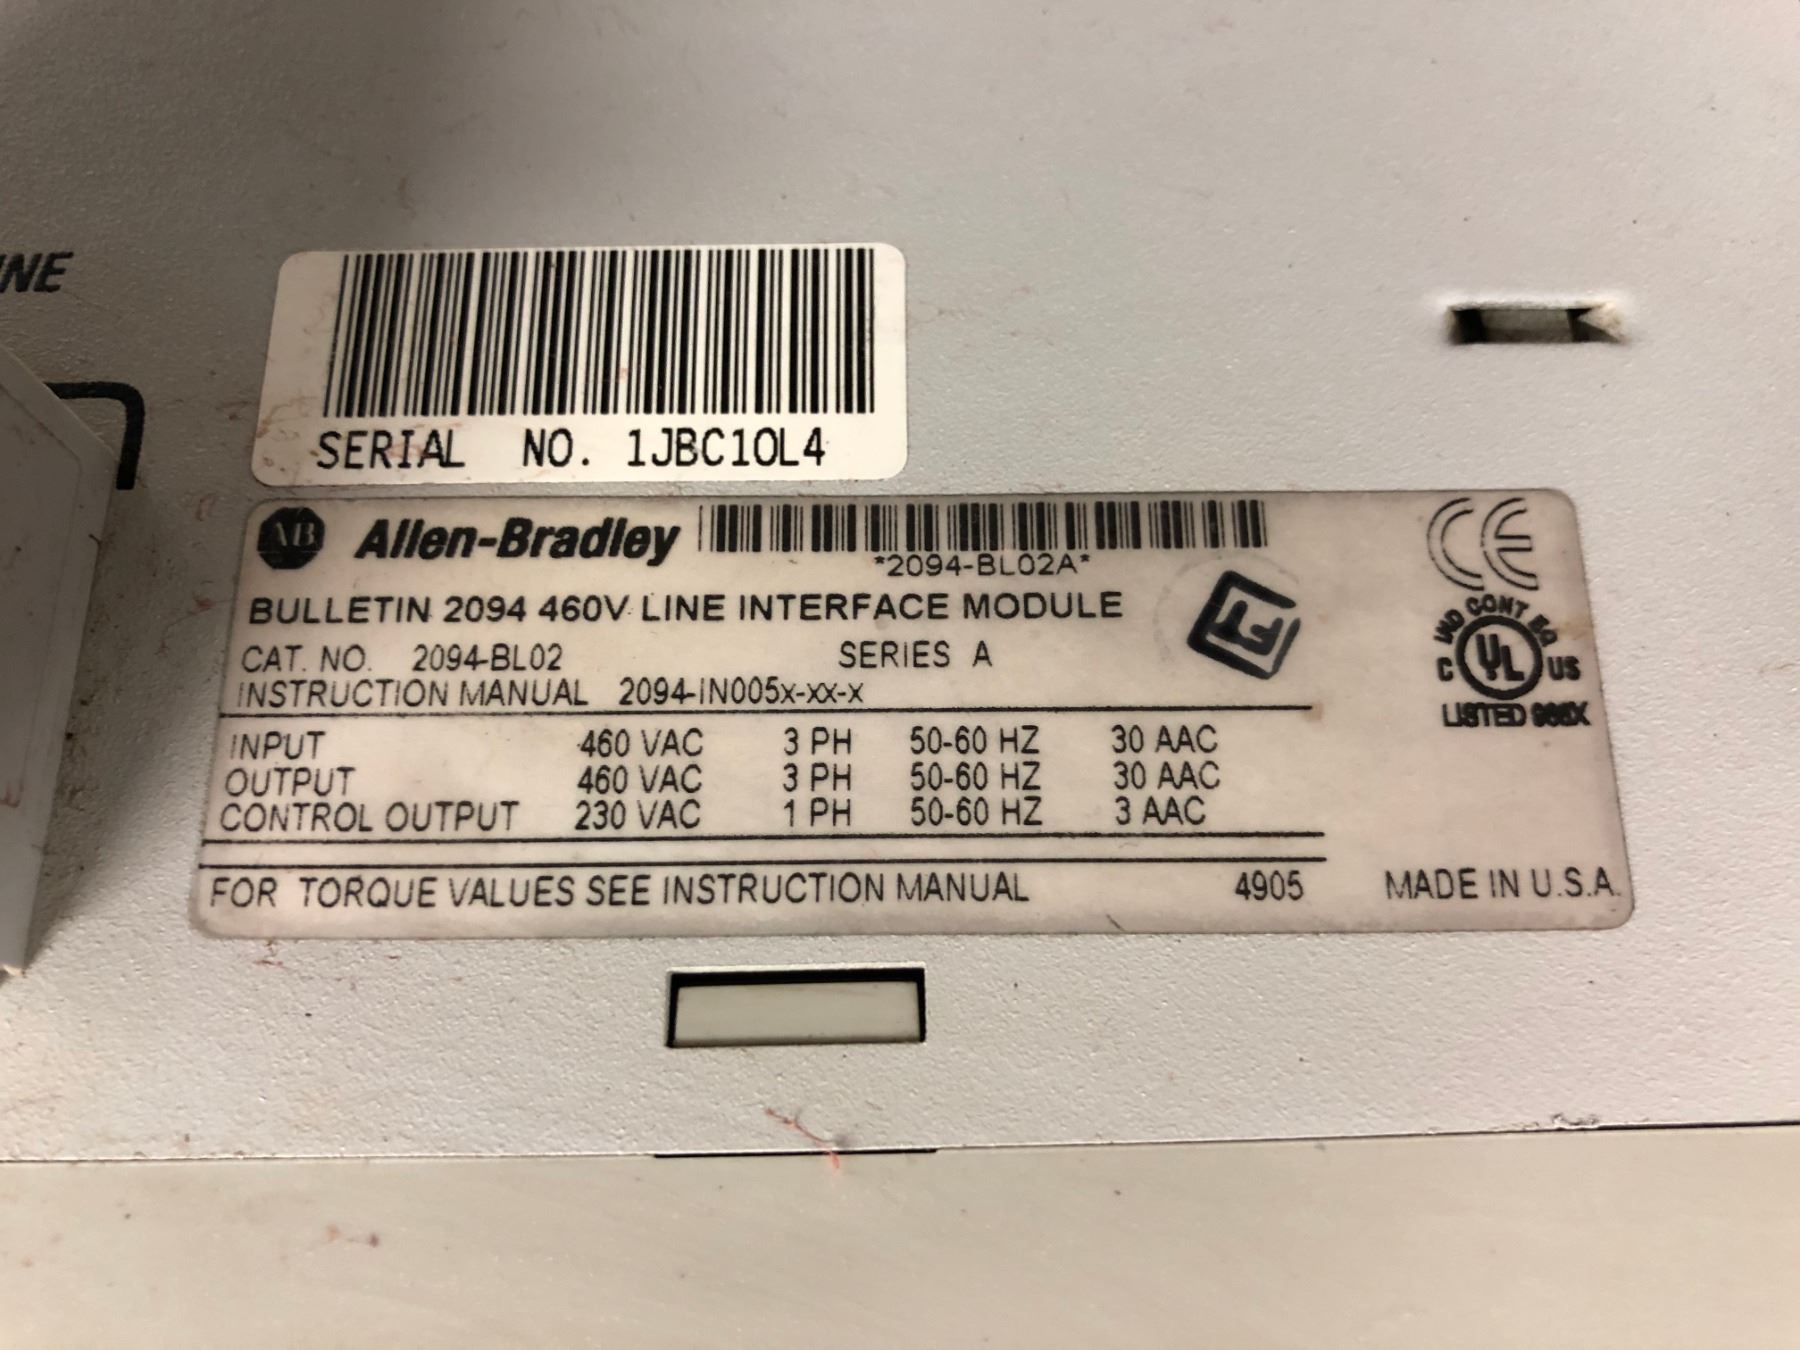 SERIAL NO. 1JBC10L4
AB Allen-Bradley
*2094-BL02A*
BULLETIN 2094 460V LINE INTERFACE MODULE
CAT. NO. 2094-BL02 SERIES A
INSTRUCTION MANUAL 2094-IN005x-xx-x
INPUT 460 VAC 3 PH 50-60 HZ 30 AAC
OUTPUT 460 VAC 3 PH 50-60 HZ 30 AAC
CONTROL OUTPUT 230 VAC 1 PH 50-60 HZ 3 AAC
FOR TORQUE VALUES SEE INSTRUCTION MANUAL 4905 MADE IN U.S.A.
CE
IND CONT EQ
C UL US
LISTED